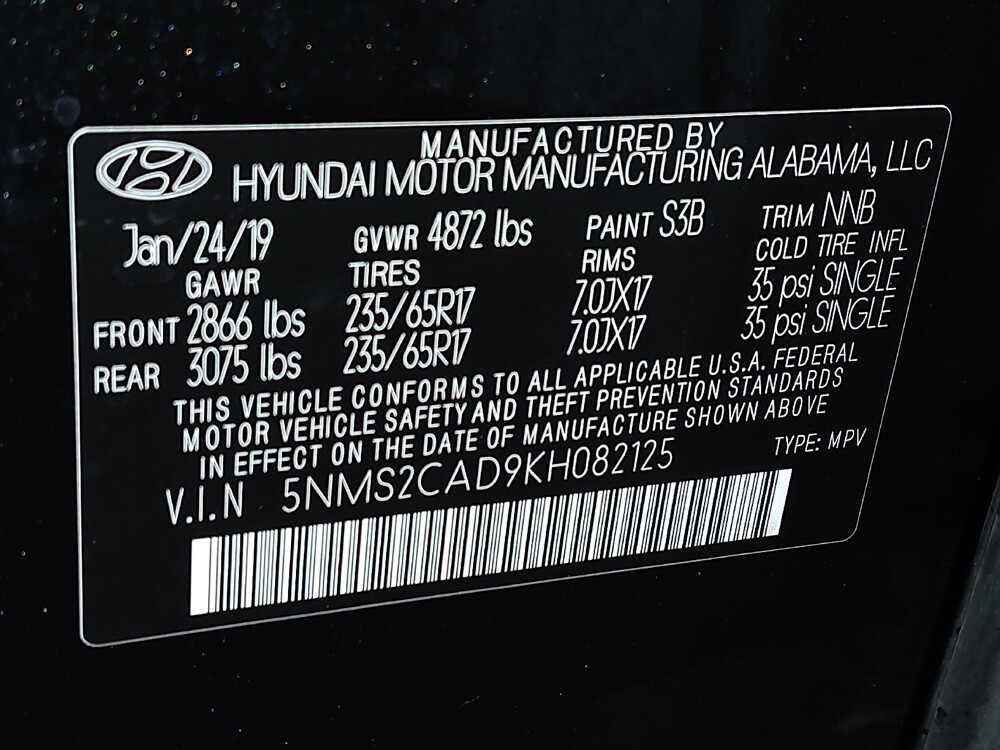 MANUFACTURED BY
HYUNDAI MOTOR MANUFACTURING ALABAMA, LLC
Jan/24/19 GVWR 4872 lbs PAINT S3B TRIM NNB
GAWR TIRES RIMS COLD TIRE INFL
FRONT 2866 lbs 235/65R17 7.0JX17 35 psi SINGLE
REAR 3075 lbs 235/65R17 7.0JX17 35 psi SINGLE
THIS VEHICLE CONFORMS TO ALL APPLICABLE U.S.A. FEDERAL
MOTOR VEHICLE SAFETY AND THEFT PREVENTION STANDARDS
IN EFFECT ON THE DATE OF MANUFACTURE SHOWN ABOVE
V.I.N 5NMS2CAD9KH082125 TYPE: MPV